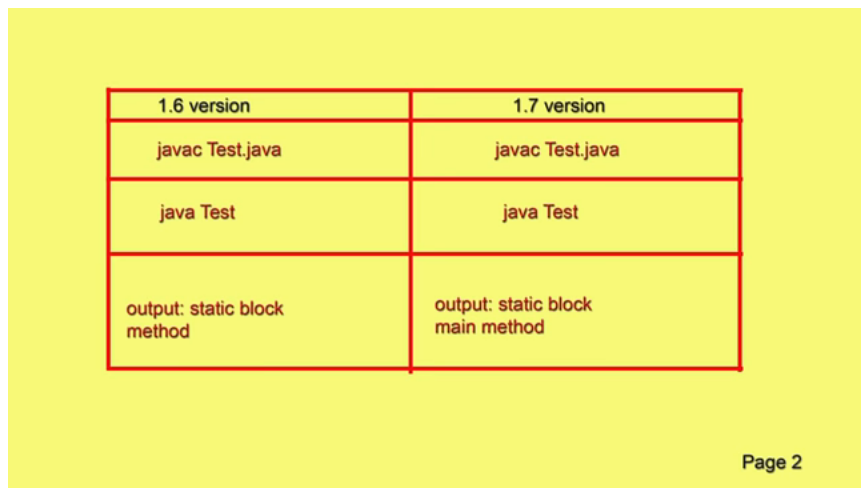 1.6 version
1.7 version
javac Test.java
javac Test.java
java Test
java Test
output: static block
method
output: static block
main method
Page 2